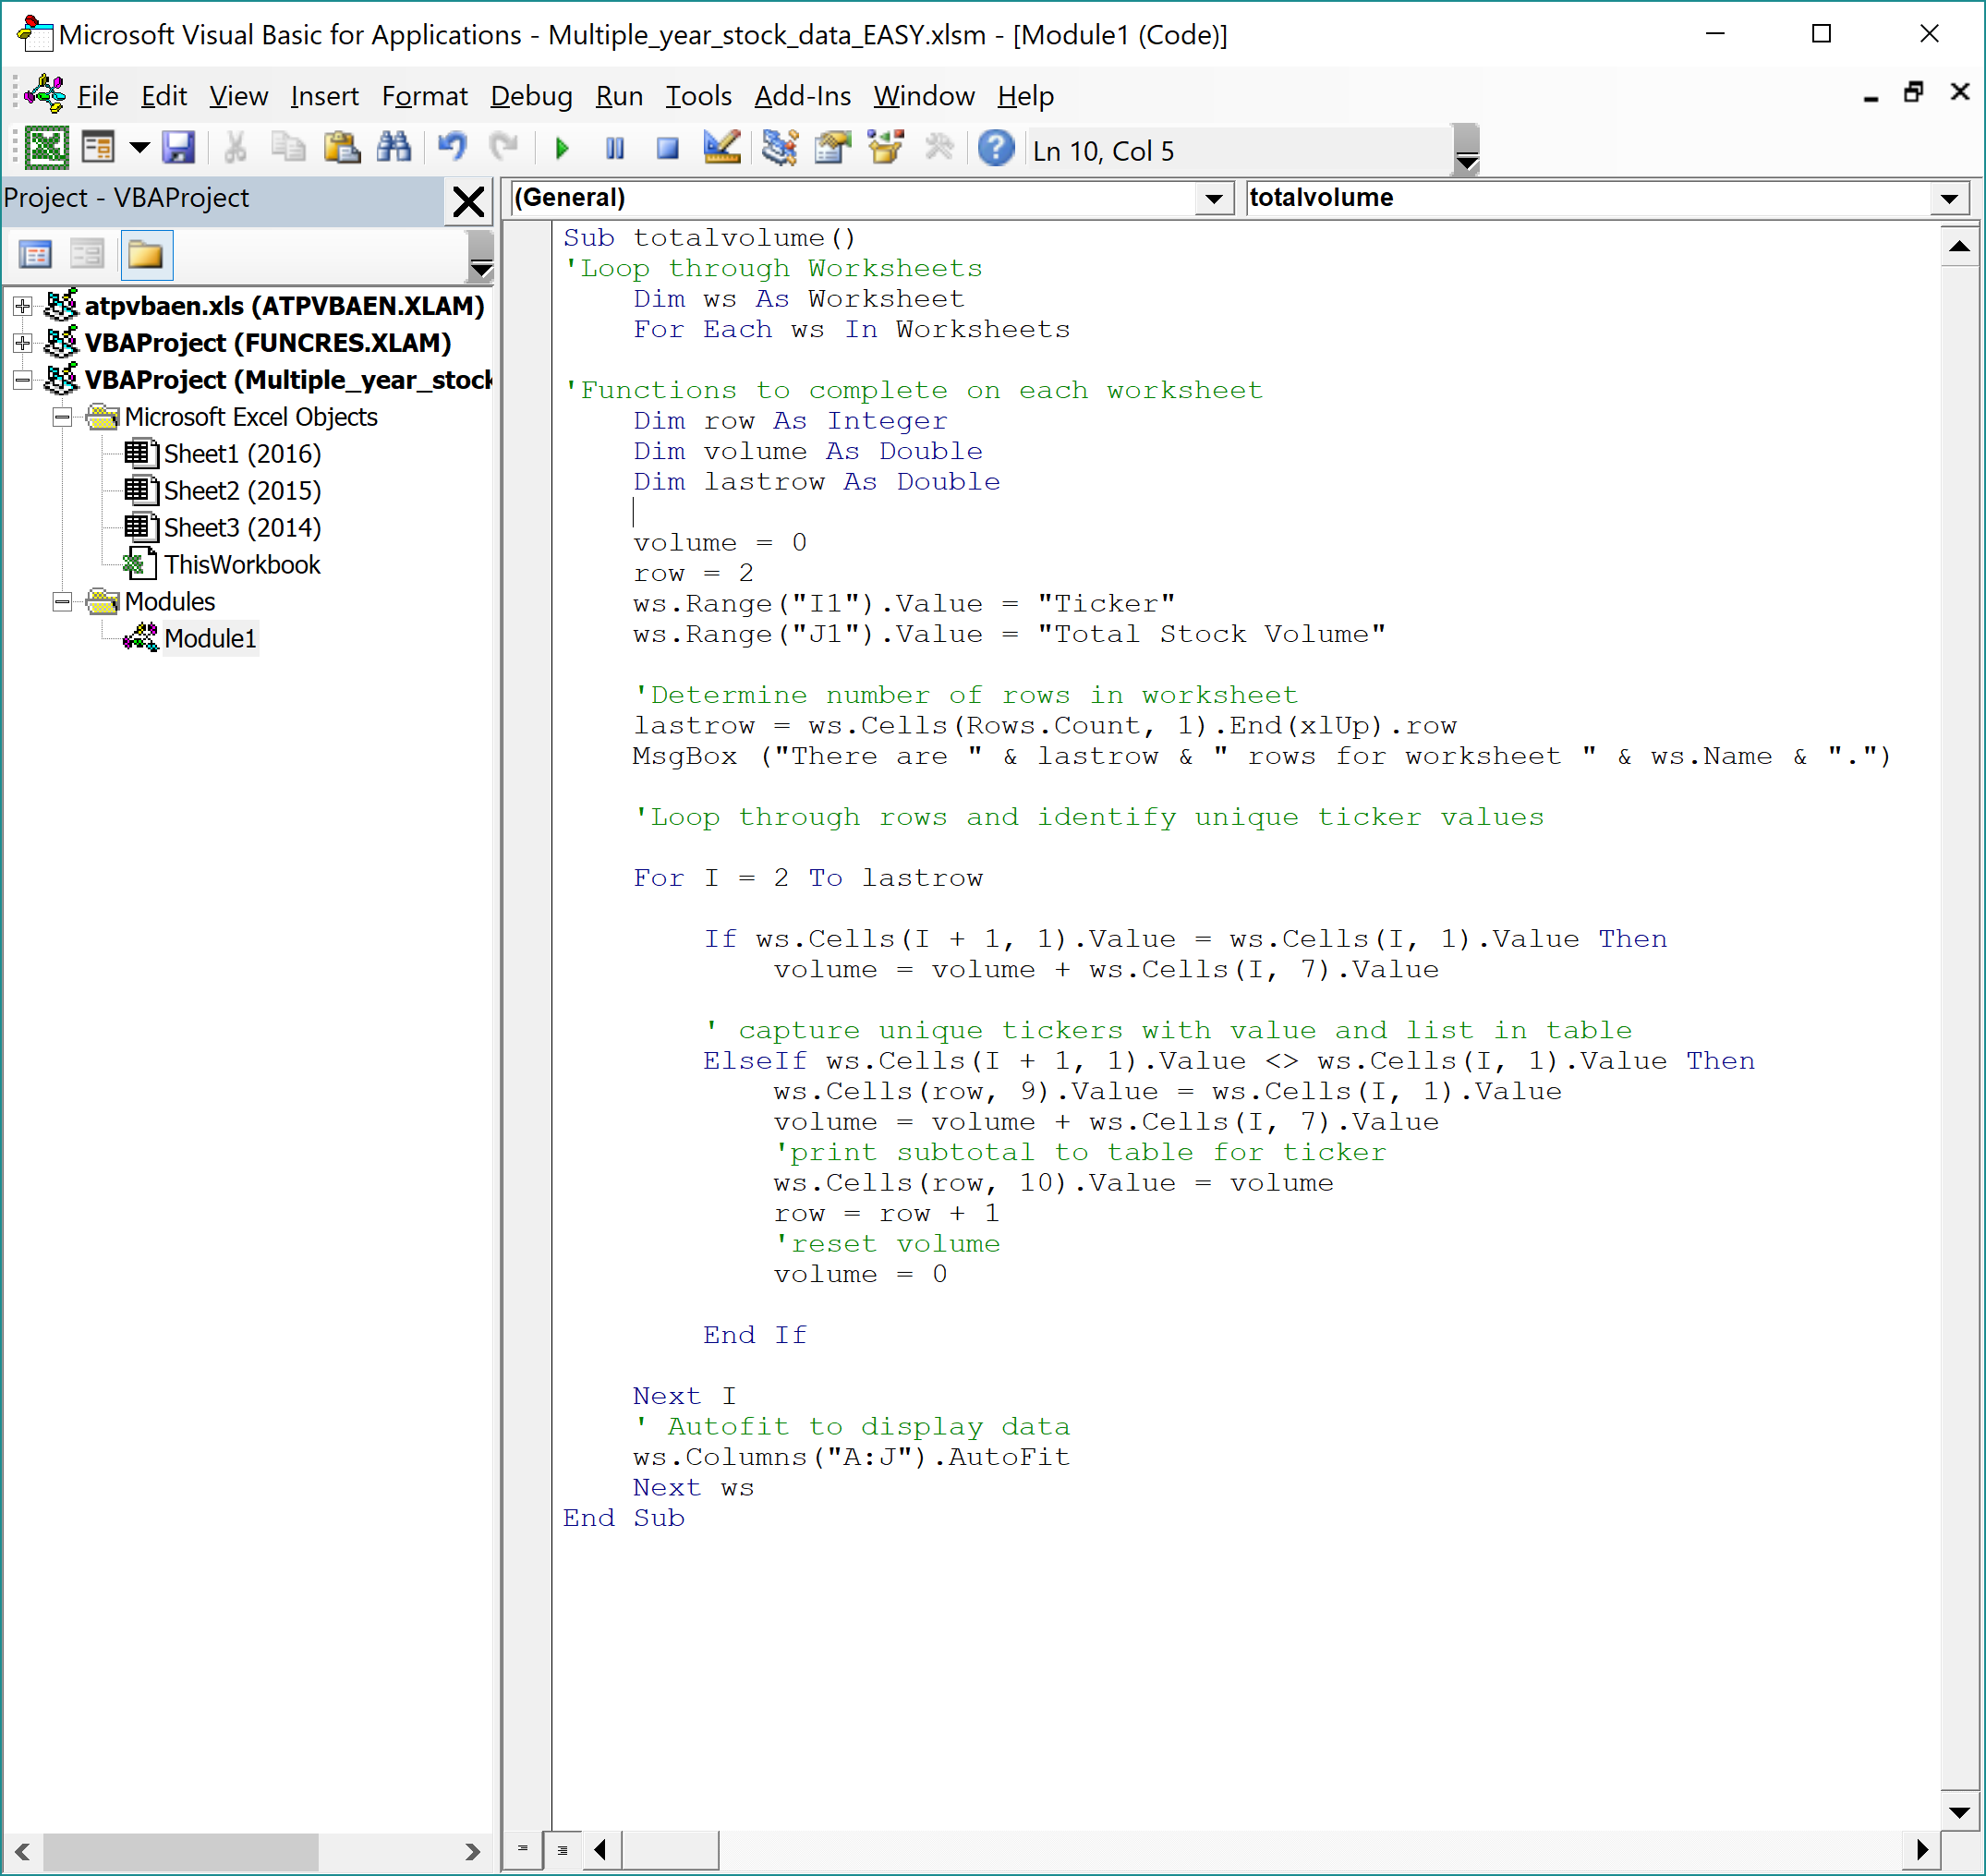 Microsoft Visual Basic for Applications - Multiple_year_stock_data_EASY.xlsm - [Module1 (Code)]
File Edit View Insert Format Debug Run Tools Add-Ins Window Help
Ln 10, Col 5
Project - VBAProject
atpvbaen.xls (ATPVBAEN.XLAM)
VBAProject (FUNCRES.XLAM)
VBAProject (Multiple_year_stock
Microsoft Excel Objects
Sheet1 (2016)
Sheet2 (2015)
Sheet3 (2014)
ThisWorkbook
Modules
Module1
(General)
totalvolume
Sub totalvolume()
'Loop through Worksheets
Dim ws As Worksheet
For Each ws In Worksheets
'Functions to complete on each worksheet
Dim row As Integer
Dim volume As Double
Dim lastrow As Double
volume = 0
row = 2
ws.Range("I1").Value = "Ticker"
ws.Range("J1").Value = "Total Stock Volume"
'Determine number of rows in worksheet
lastrow = ws.Cells(Rows.Count, 1).End(xlUp).row
MsgBox ("There are " & lastrow & " rows for worksheet " & ws.Name & ".")
'Loop through rows and identify unique ticker values
For I = 2 To lastrow
If ws.Cells(I + 1, 1).Value = ws.Cells(I, 1).Value Then
volume = volume + ws.Cells(I, 7).Value
' capture unique tickers with value and list in table
ElseIf ws.Cells(I + 1, 1).Value <> ws.Cells(I, 1).Value Then
ws.Cells(row, 9).Value = ws.Cells(I, 1).Value
volume = volume + ws.Cells(I, 7).Value
'print subtotal to table for ticker
ws.Cells(row, 10).Value = volume
row = row + 1
'reset volume
volume = 0
End If
Next I
' Autofit to display data
ws.Columns("A:J").AutoFit
Next ws
End Sub